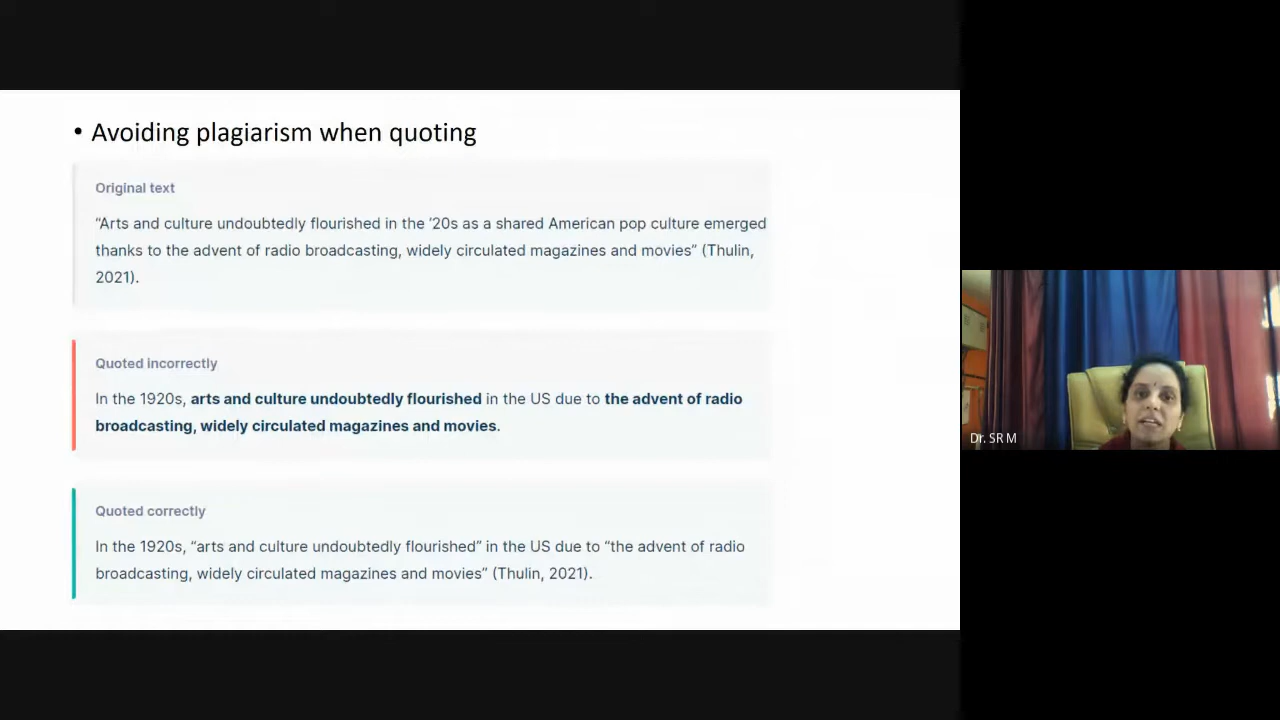 • Avoiding plagiarism when quoting
Original text
“Arts and culture undoubtedly flourished in the ’20s as a shared American pop culture emerged
thanks to the advent of radio broadcasting, widely circulated magazines and movies” (Thulin,
2021).
Quoted incorrectly
In the 1920s, arts and culture undoubtedly flourished in the US due to the advent of radio
broadcasting, widely circulated magazines and movies.
Quoted correctly
In the 1920s, “arts and culture undoubtedly flourished” in the US due to “the advent of radio
broadcasting, widely circulated magazines and movies” (Thulin, 2021).
Dr. SR M